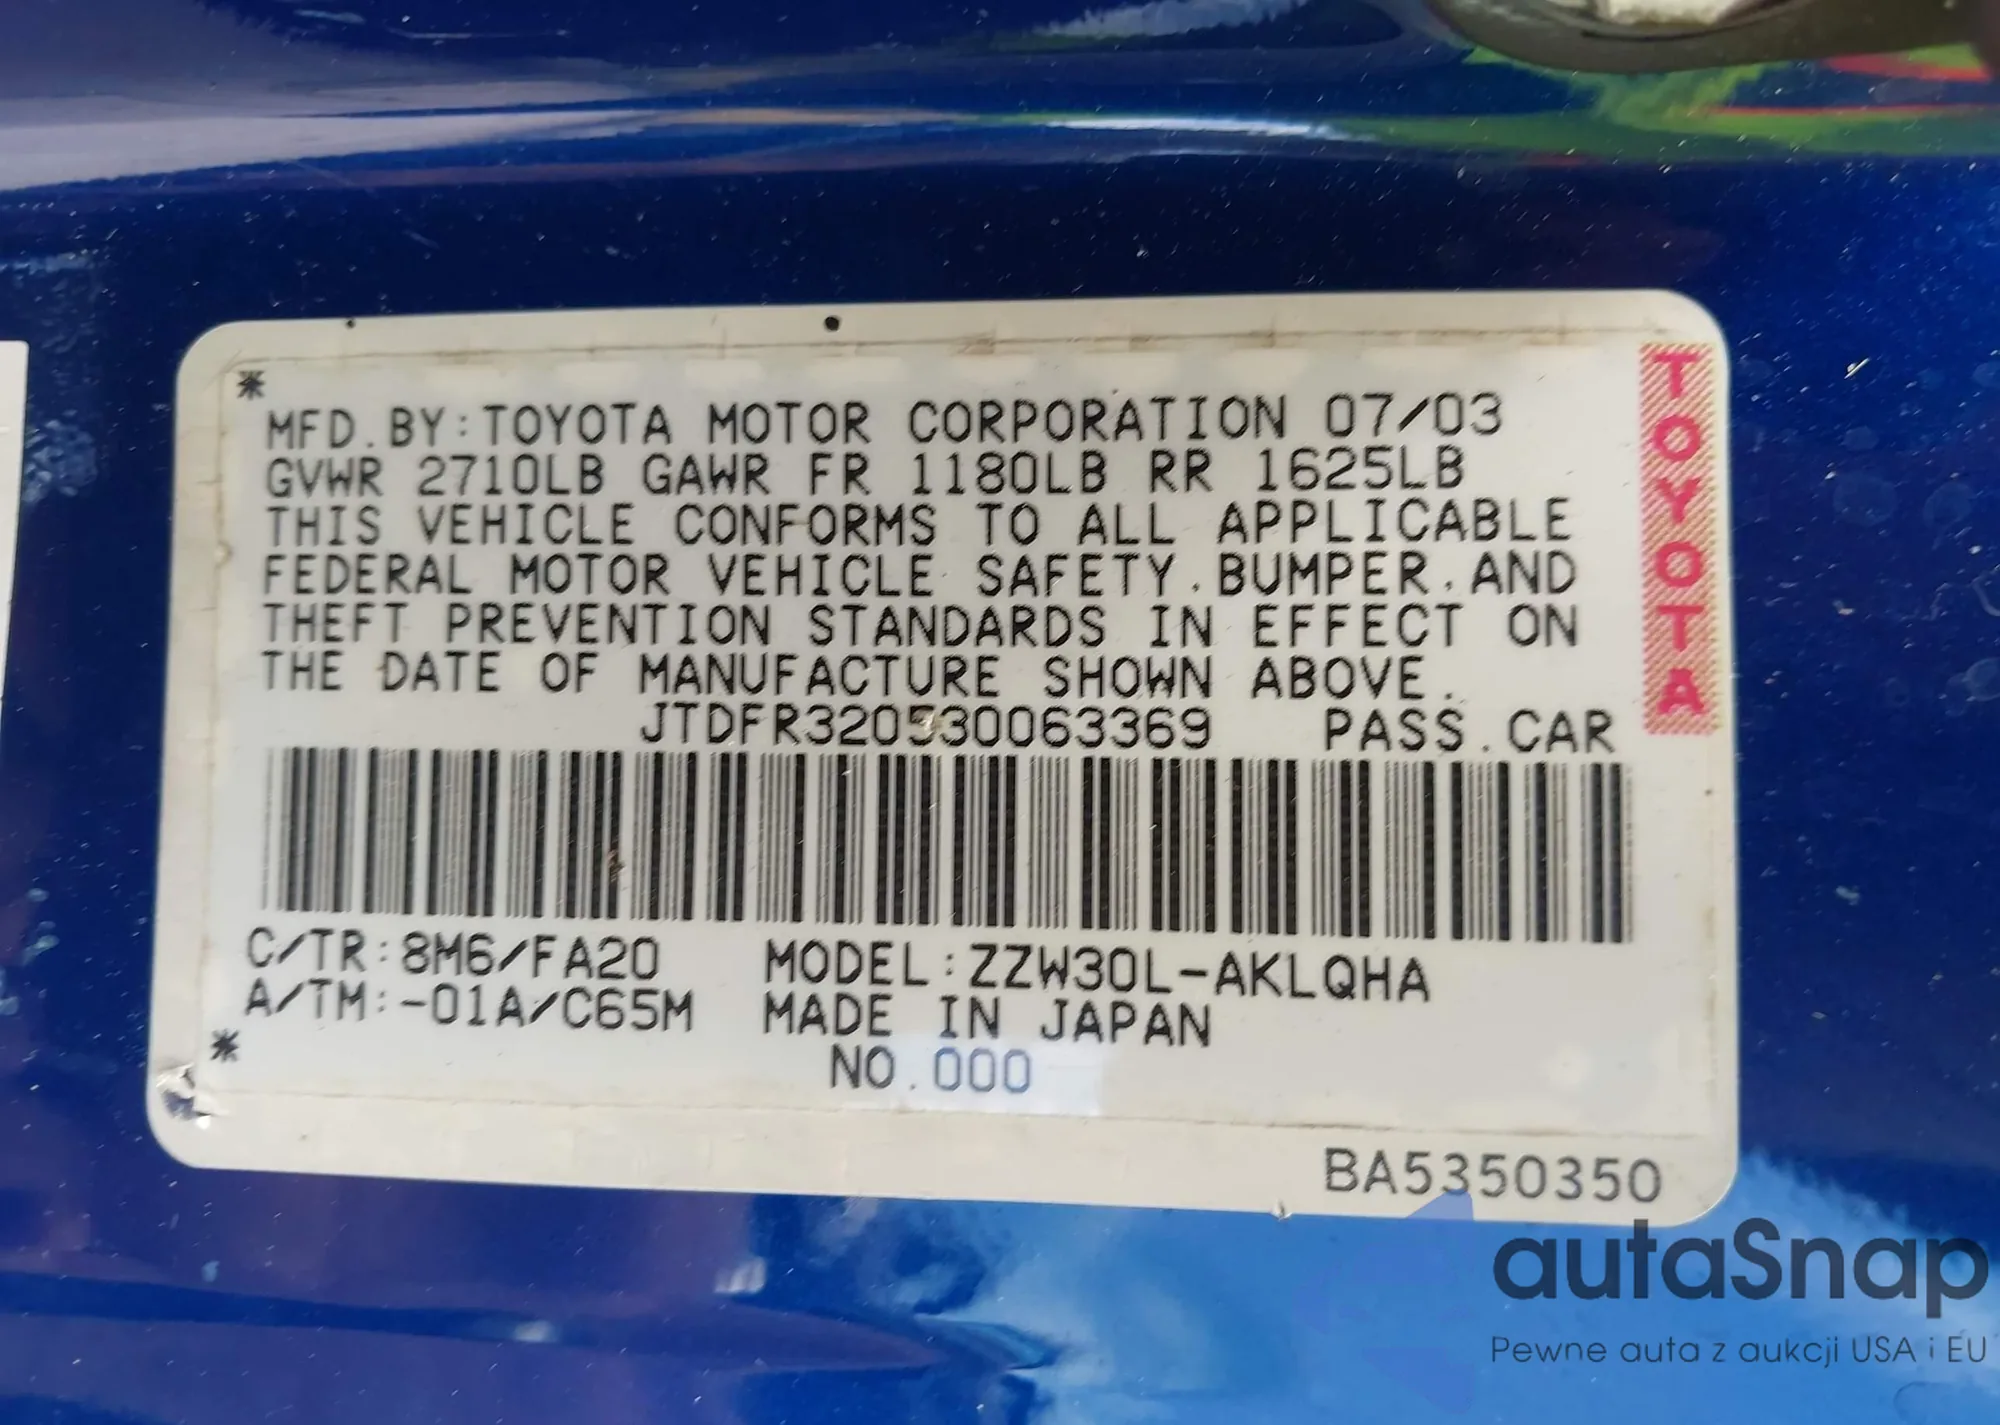 MFD.BY:TOYOTA MOTOR CORPORATION 07/03
GVWR 2710LB GAWR FR 1180LB RR 1625LB
THIS VEHICLE CONFORMS TO ALL APPLICABLE
FEDERAL MOTOR VEHICLE SAFETY.BUMPER.AND
THEFT PREVENTION STANDARDS IN EFFECT ON
THE DATE OF MANUFACTURE SHOWN ABOVE.
JTDFR320530063369 PASS.CAR
C/TR:8M6/FA20 MODEL:ZZW30L-AKLQHA
A/TM:-01A/C65M MADE IN JAPAN
NO.000
BA5350350
TOYOTA
autaSnap
Pewne auta z aukcji USA i EU